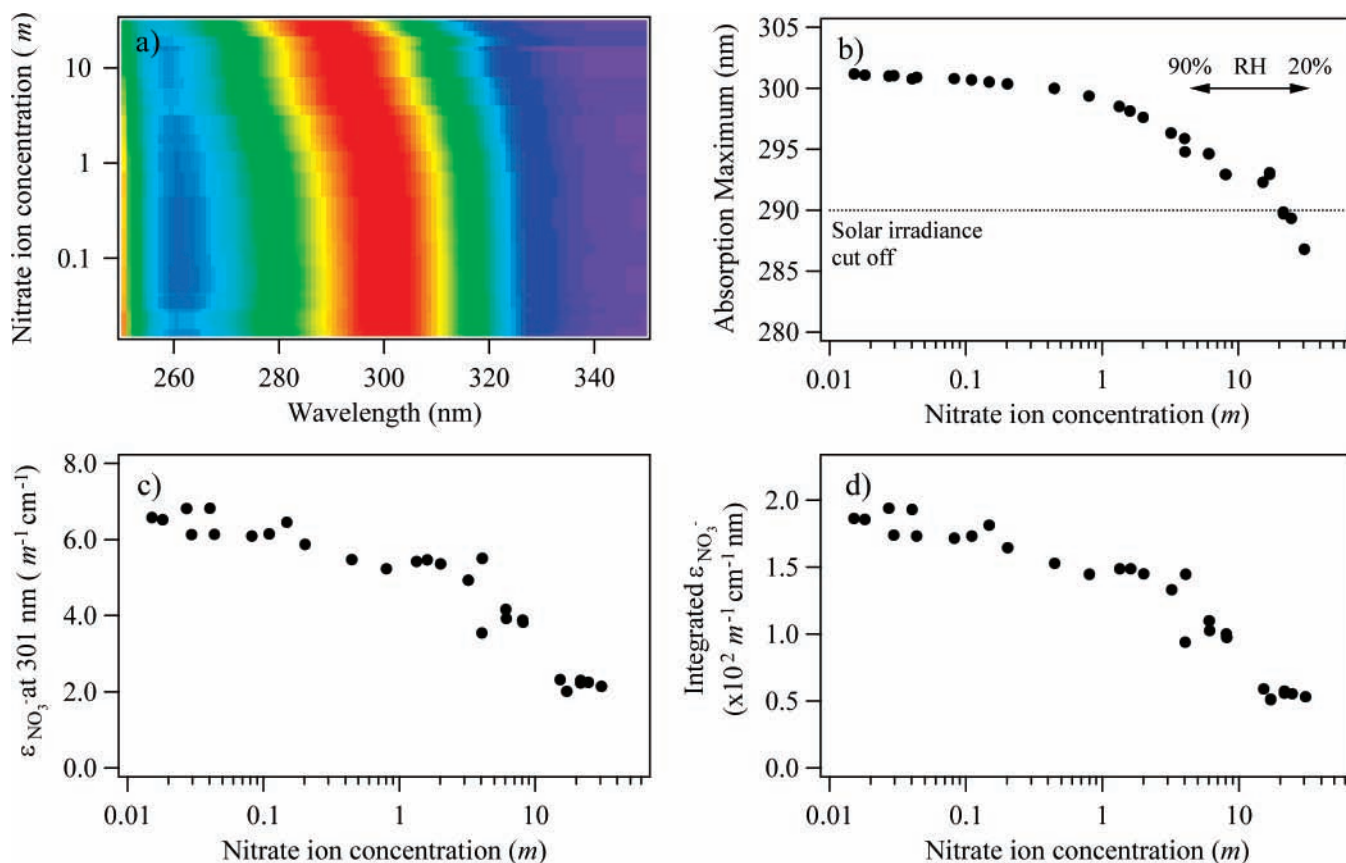 a)
Nitrate ion concentration ( m )
10
1
0.1
260 280 300 320 340
Wavelength (nm)
b)
Absorption Maximum (nm)
305
300
295
290
285
280
90% RH 20%
Solar irradiance
cut off
0.01 0.1 1 10
Nitrate ion concentration (m)
c)
ε NO3- at 301 nm ( m-1 cm-1)
8.0
6.0
4.0
2.0
0.0
0.01 0.1 1 10
Nitrate ion concentration (m)
d)
Integrated ε NO3-
(x10² m-1 cm-1 nm)
2.0
1.5
1.0
0.5
0.0
0.01 0.1 1 10
Nitrate ion concentration (m)